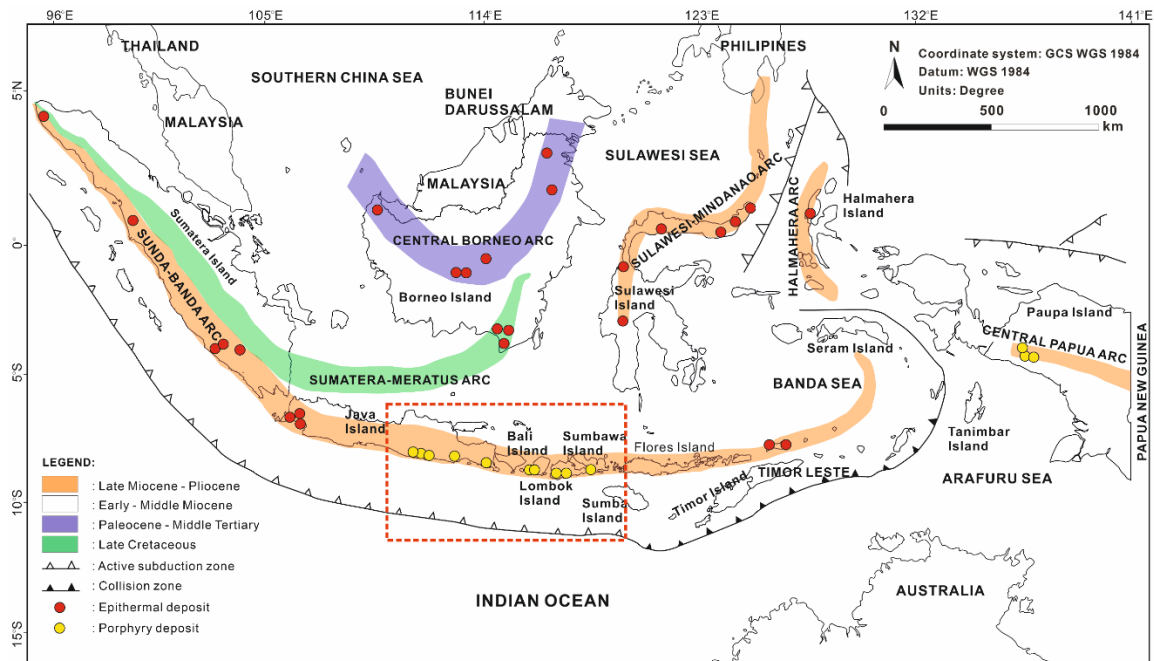 96°E
105°E
114°E
123°E
132°E
141°E
THAILAND
PHILIPINES
N
Coordinate system: GCS WGS 1984
Datum: WGS 1984
Units: Degree
0
500
1000
km
SOUTHERN CHINA SEA
5°N
BUNEI
DARUSSALAM
MALAYSIA
SULAWESI SEA
MALAYSIA
SULAWESI-MINDANAO ARC
HALMAHERA ARC
Halmahera
Island
Sumatera Island
CENTRAL BORNEO ARC
0°
SUNDA-BANDA ARC
Borneo Island
Sulawesi
Island
Paupa Island
CENTRAL PAPUA ARC
Seram Island
5°S
SUMATERA-MERATUS ARC
BANDA SEA
PAPUA NEW GUINEA
Java
Island
Bali
Island
Sumbawa
Island
Flores Island
Tanimbar
Island
LEGEND:
TIMOR LESTE
ARAFURU SEA
Lombok
Island
Sumba
Island
Timor Island
10°S
: Late Miocene - Pliocene
: Early - Middle Miocene
: Paleocene - Middle Tertiary
: Late Cretaceous
: Active subduction zone
: Collision zone
: Epithermal deposit
: Porphyry deposit
INDIAN OCEAN
AUSTRALIA
15°S